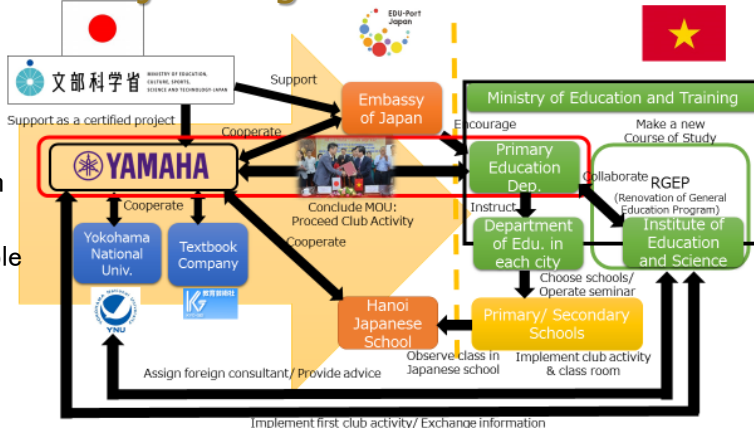 EDU-Port
Japan
文部科学省
MINISTRY OF EDUCATION,
CULTURE, SPORTS,
SCIENCE AND TECHNOLOGY-JAPAN
Support
Embassy
of Japan
Ministry of Education and Training
Support as a certified project
Cooperate
Encourage
Make a new
Course of Study
YAMAHA
Primary
Education
Dep.
Collaborate
RGEP
(Renovation of General
Education Program)
Cooperate
Conclude MOU:
Proceed Club Activity
Instruct
Yokohama
National
Univ.
Textbook
Company
Cooperate
Department
of Edu. in
each city
Institute of
Education
and Science
ple
Choose schools/
Operate seminar
YNU
Hanoi
Japanese
School
Primary/ Secondary
Schools
Observe class in
Japanese school
Implement club activity
& class room
Assign foreign consultant/ Provide advice
Implement first club activity/ Exchange information